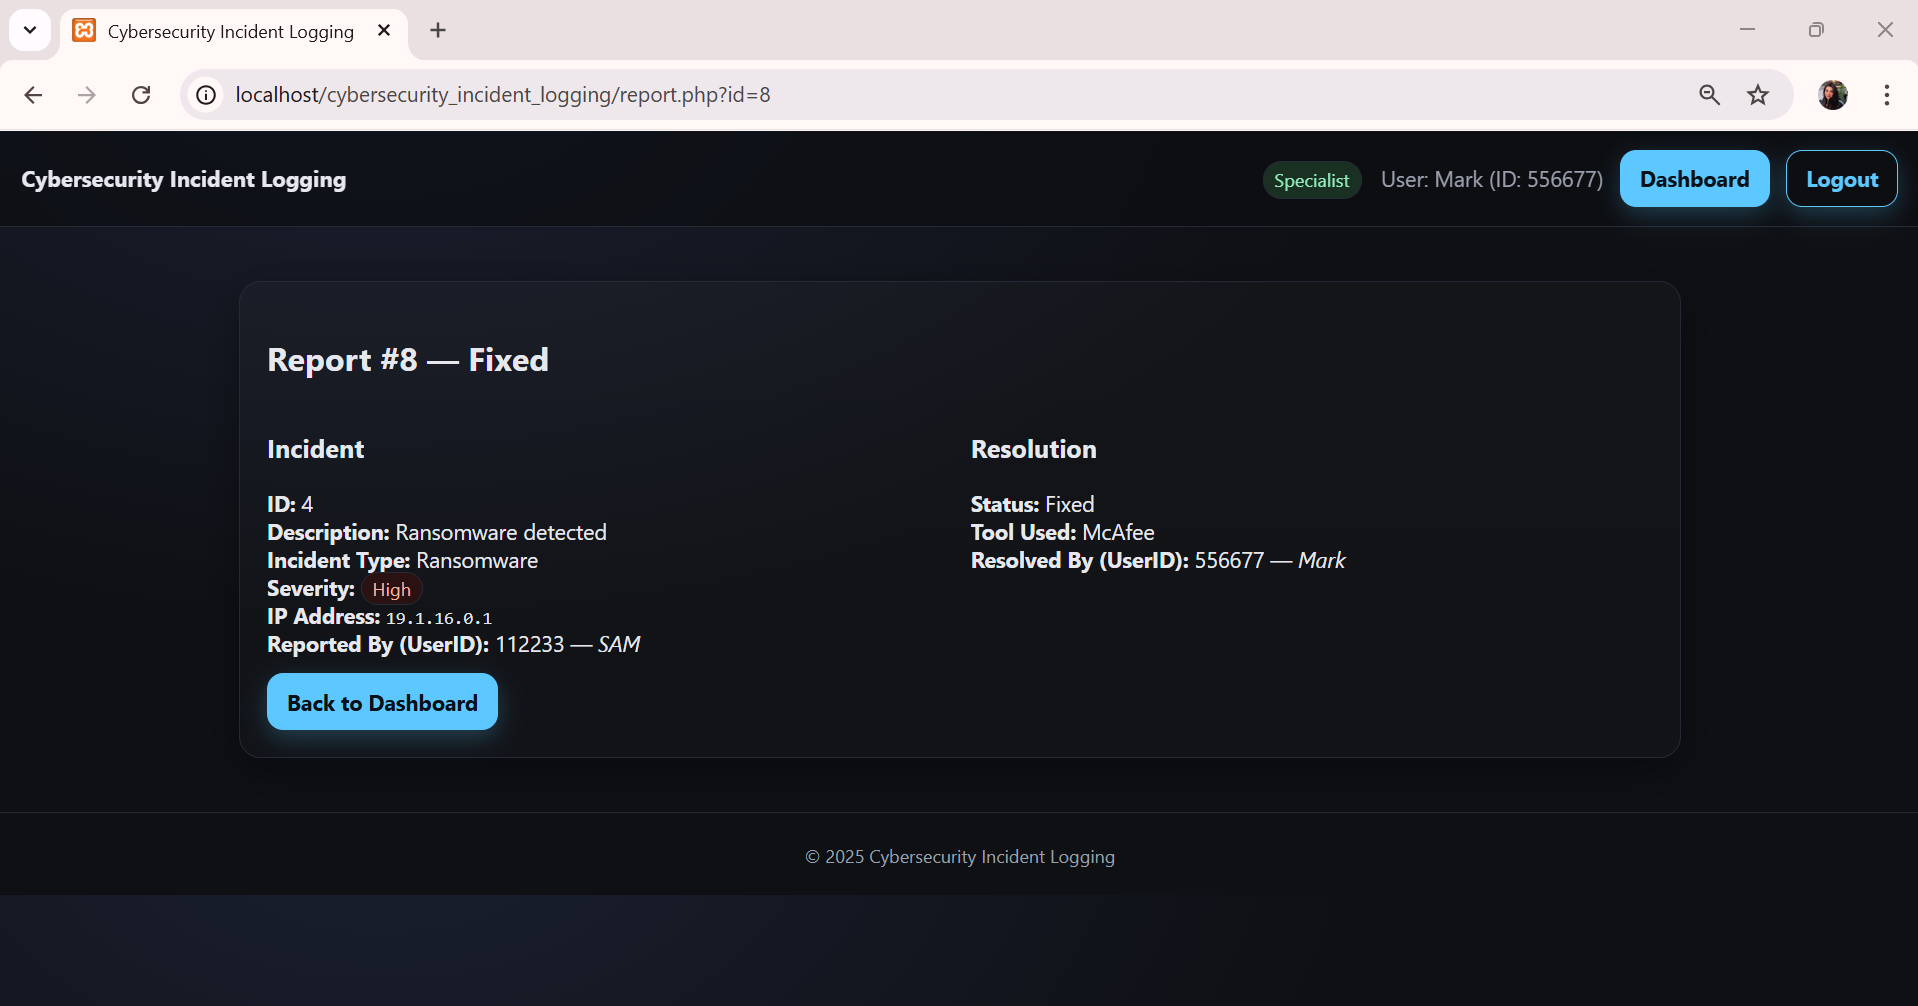 Cybersecurity Incident Logging
localhost/cybersecurity_incident_logging/report.php?id=8
Cybersecurity Incident Logging
Specialist
User: Mark (ID: 556677)
Dashboard
Logout
Report #8 — Fixed
Incident
ID: 4
Description: Ransomware detected
Incident Type: Ransomware
Severity: High
IP Address: 19.1.16.0.1
Reported By (UserID): 112233 — SAM
Back to Dashboard
Resolution
Status: Fixed
Tool Used: McAfee
Resolved By (UserID): 556677 — Mark
© 2025 Cybersecurity Incident Logging